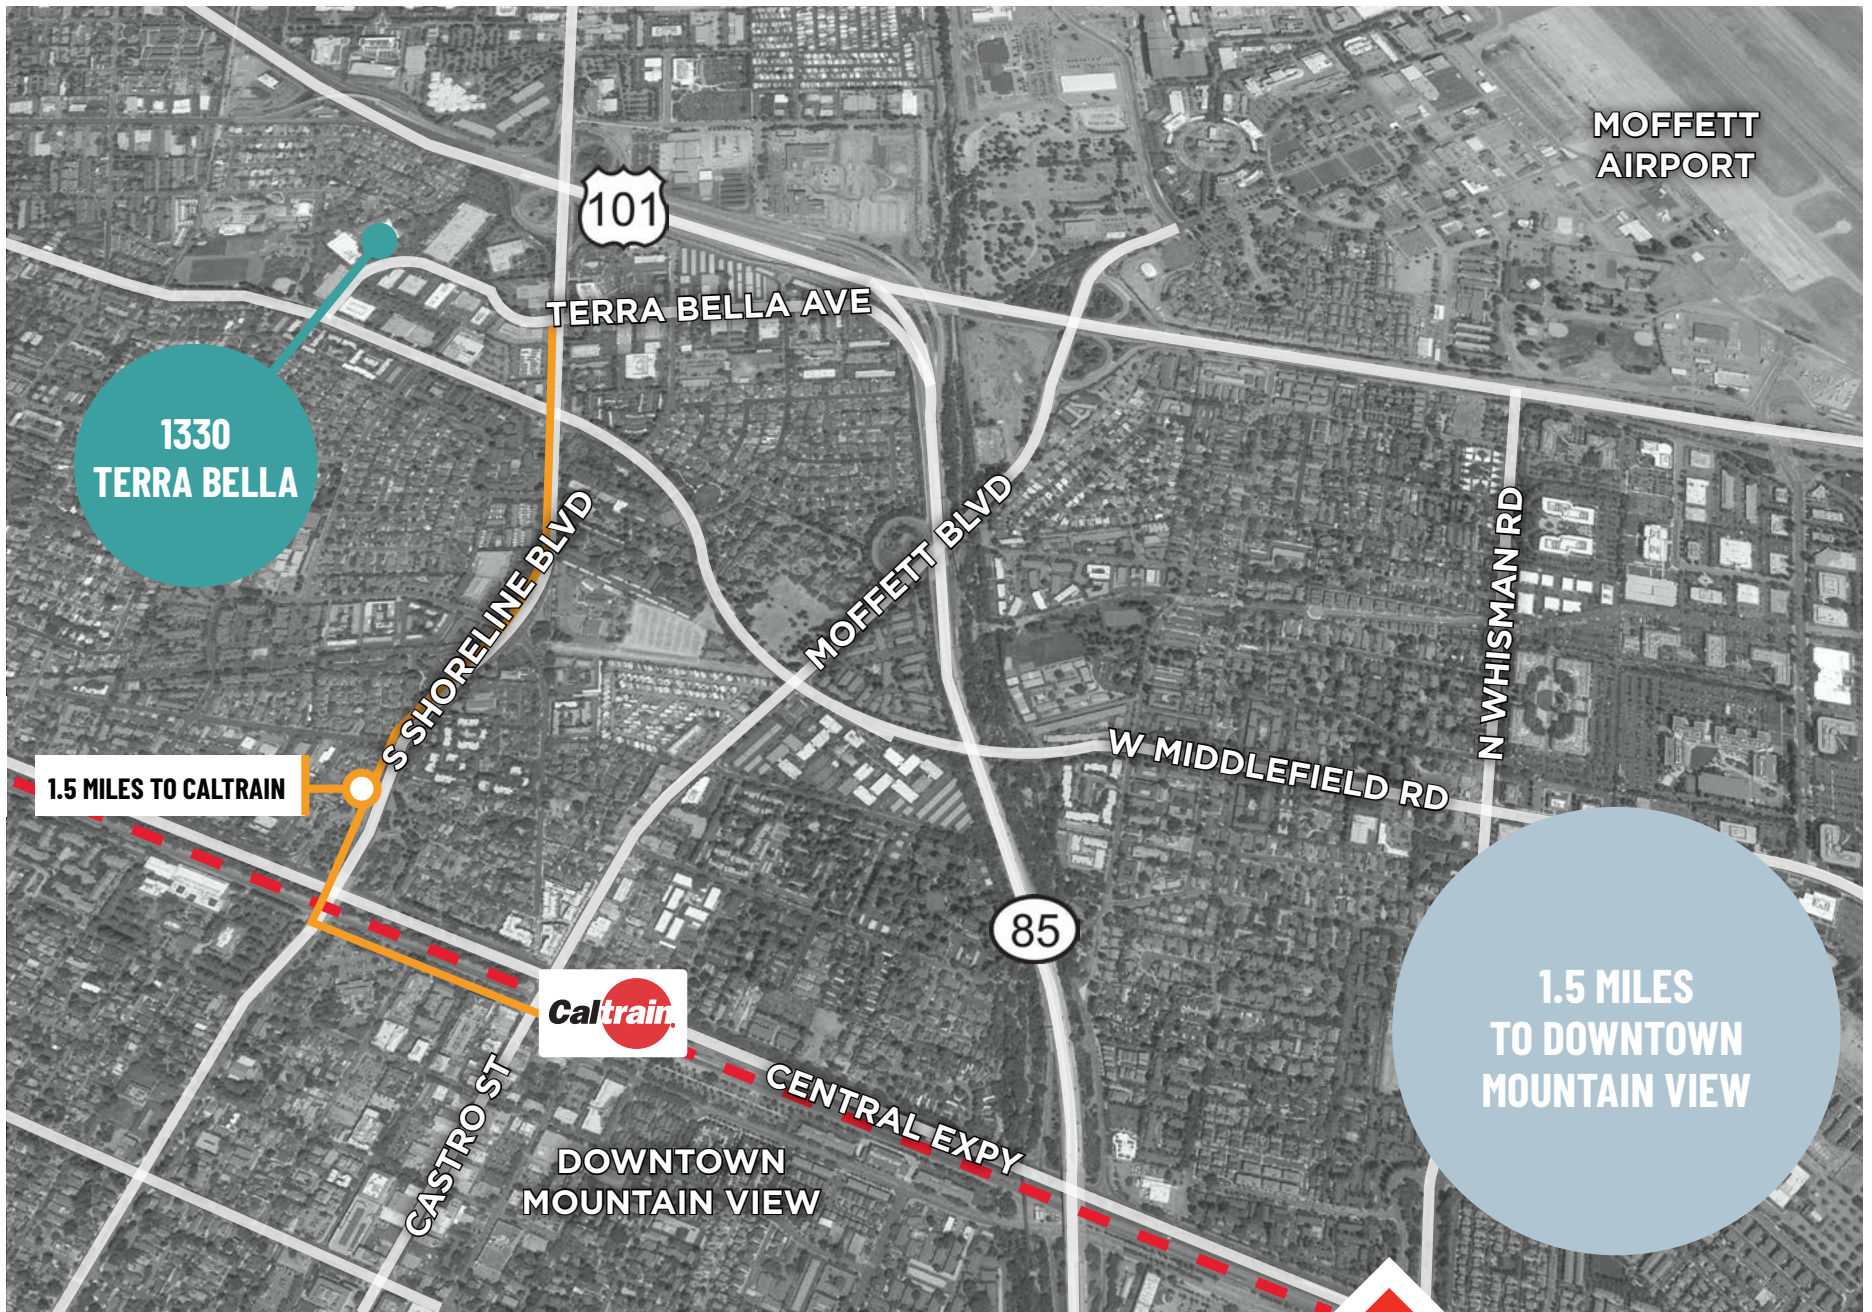 MOFFETT
AIRPORT
101
TERRA BELLA AVE
1330
TERRA BELLA
S SHORELINE BLVD
MOFFETT BLVD
N WHISMAN RD
W MIDDLEFIELD RD
1.5 MILES TO CALTRAIN
85
Caltrain
1.5 MILES
TO DOWNTOWN
MOUNTAIN VIEW
CENTRAL EXPY
CASTRO ST
DOWNTOWN
MOUNTAIN VIEW